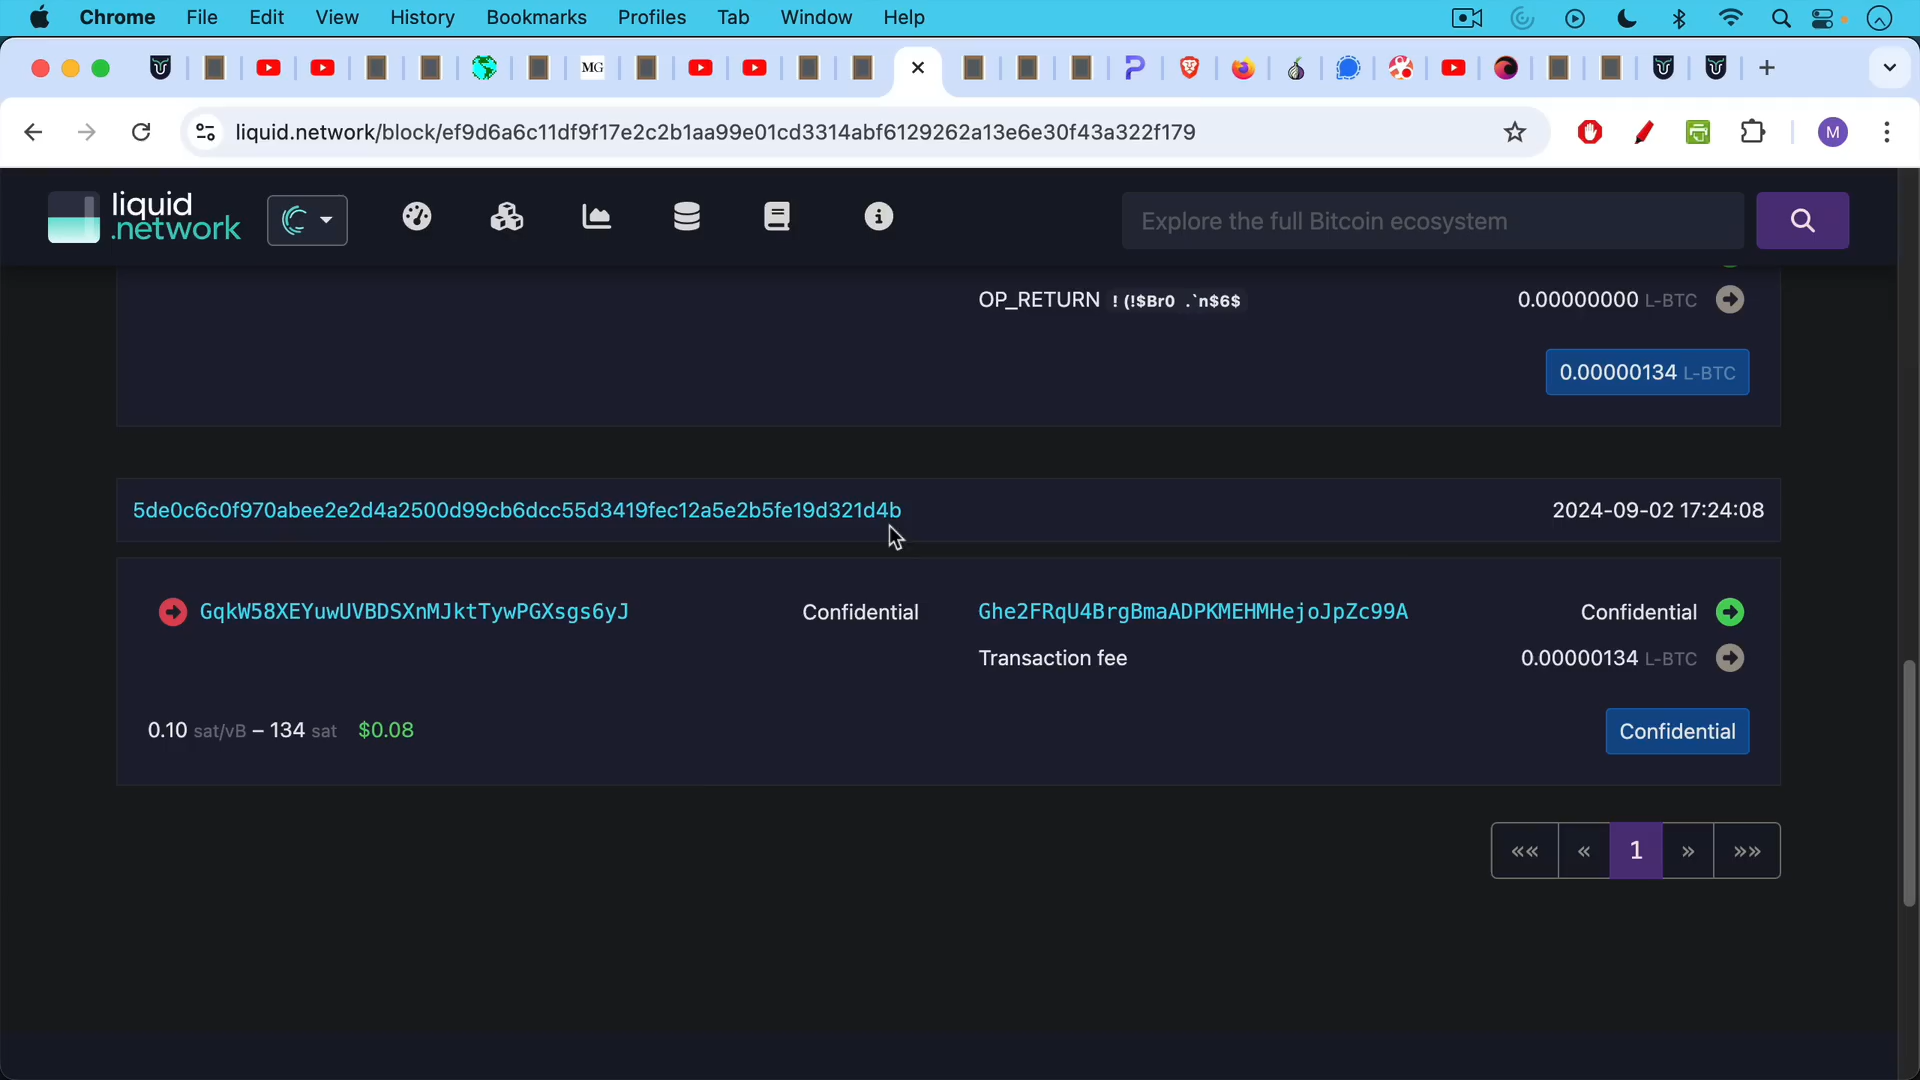 Chrome File Edit View History Bookmarks Profiles Tab Window Help
MG
liquid.network/block/ef9d6a6c11df9f17e2c2b1aa99e01cd3314abf6129262a13e6e30f43a322f179
M
liquid
.network
Explore the full Bitcoin ecosystem
OP_RETURN ! (!$Br0 .`n$6$ 0.00000000 L-BTC
0.00000134 L-BTC
5de0c6c0f970abee2e2d4a2500d99cb6dcc55d3419fec12a5e2b5fe19d321d4b 2024-09-02 17:24:08
GqkW58XEYuwUVBDSXnMJktTywPGXsgs6yJ Confidential Ghe2FRqU4BrgBmaADPKMEHMHejoJpZc99A Confidential
Transaction fee 0.00000134 L-BTC
0.10 sat/vB – 134 sat $0.08 Confidential
«« « 1 » »»